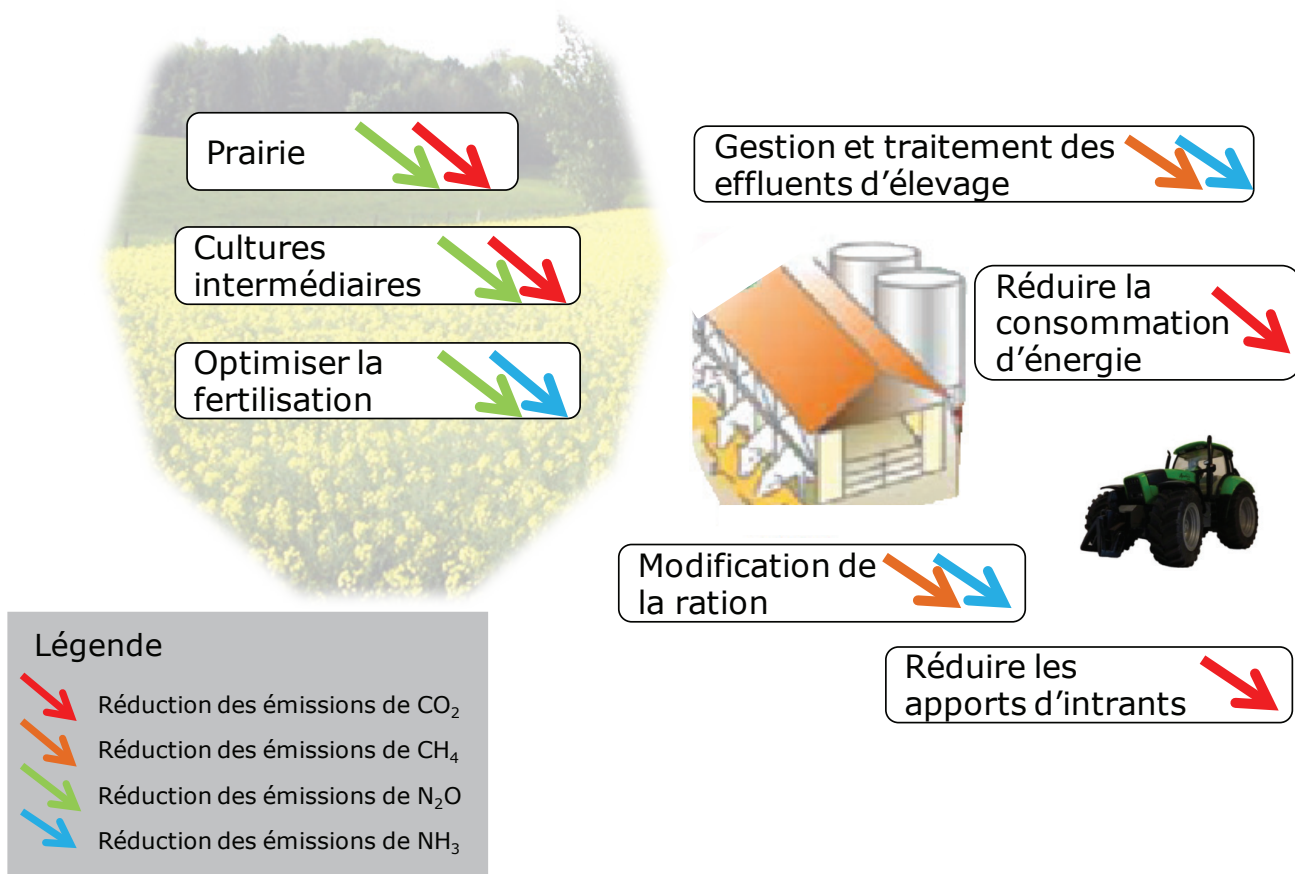 Prairie
Cultures
intermédiaires
Optimiser la
fertilisation
Gestion et traitement des
effluents d'élevage
Réduire la
consommation
d'énergie
Modification de
la ration
Réduire les
apports d'intrants
Légende
Réduction des émissions de CO₂
Réduction des émissions de CH₄
Réduction des émissions de N₂O
Réduction des émissions de NH₃